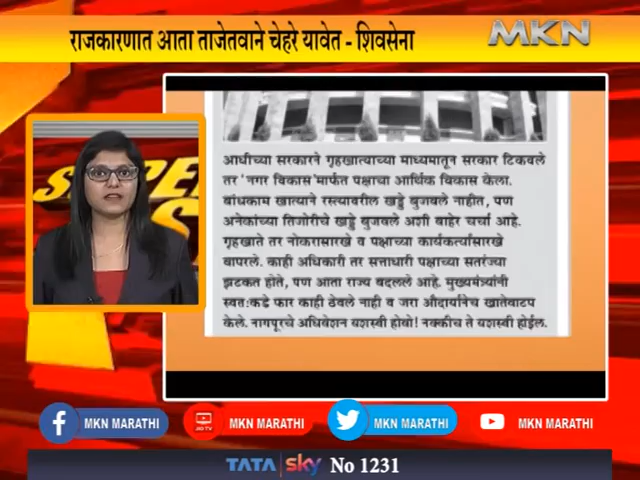 राजकारणात आता ताजेतवाने चेहरे यावेत - शिवसेना
MKN
आधीच्या सरकारने गृहखात्याच्या माध्यमातून सरकार टिकवले
तर 'नगर विकास'मार्फत पक्षाचा आर्थिक विकास केला.
बांधकाम खात्याने रस्त्यावरील खड्डे बुजवले नाहीत, पण
अनेकांच्या तिजोरीचे खड्डे बुजवले अशी बाहेर चर्चा आहे.
गृहखाते तर नोकरासारखे व पक्षाच्या कार्यकर्त्यांसारखे
वापरले. काही अधिकारी तर सत्ताधारी पक्षाच्या सतरंज्या
झटकत होते, पण आता राज्य बदलले आहे. मुख्यमंत्र्यांनी
स्वत:कडे फार काही ठेवले नाही व जरा औदार्यानेच खातेवाटप
केले. नागपूरचे अधिवेशन यशस्वी होवो! नक्कीच ते यशस्वी होईल.
MKN MARATHI
MKN MARATHI
MKN MARATHI
MKN MARATHI
TATA sky No 1231